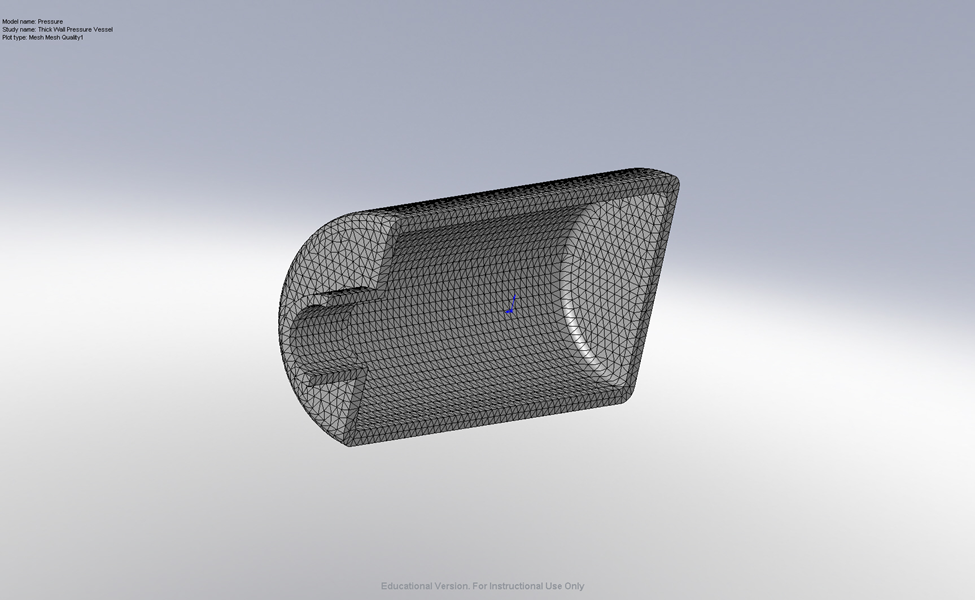 Model name: Pressure
Study name: Thick Wall Pressure Vessel
Plot type: Mesh Mesh Quality1
Educational Version. For Instructional Use Only